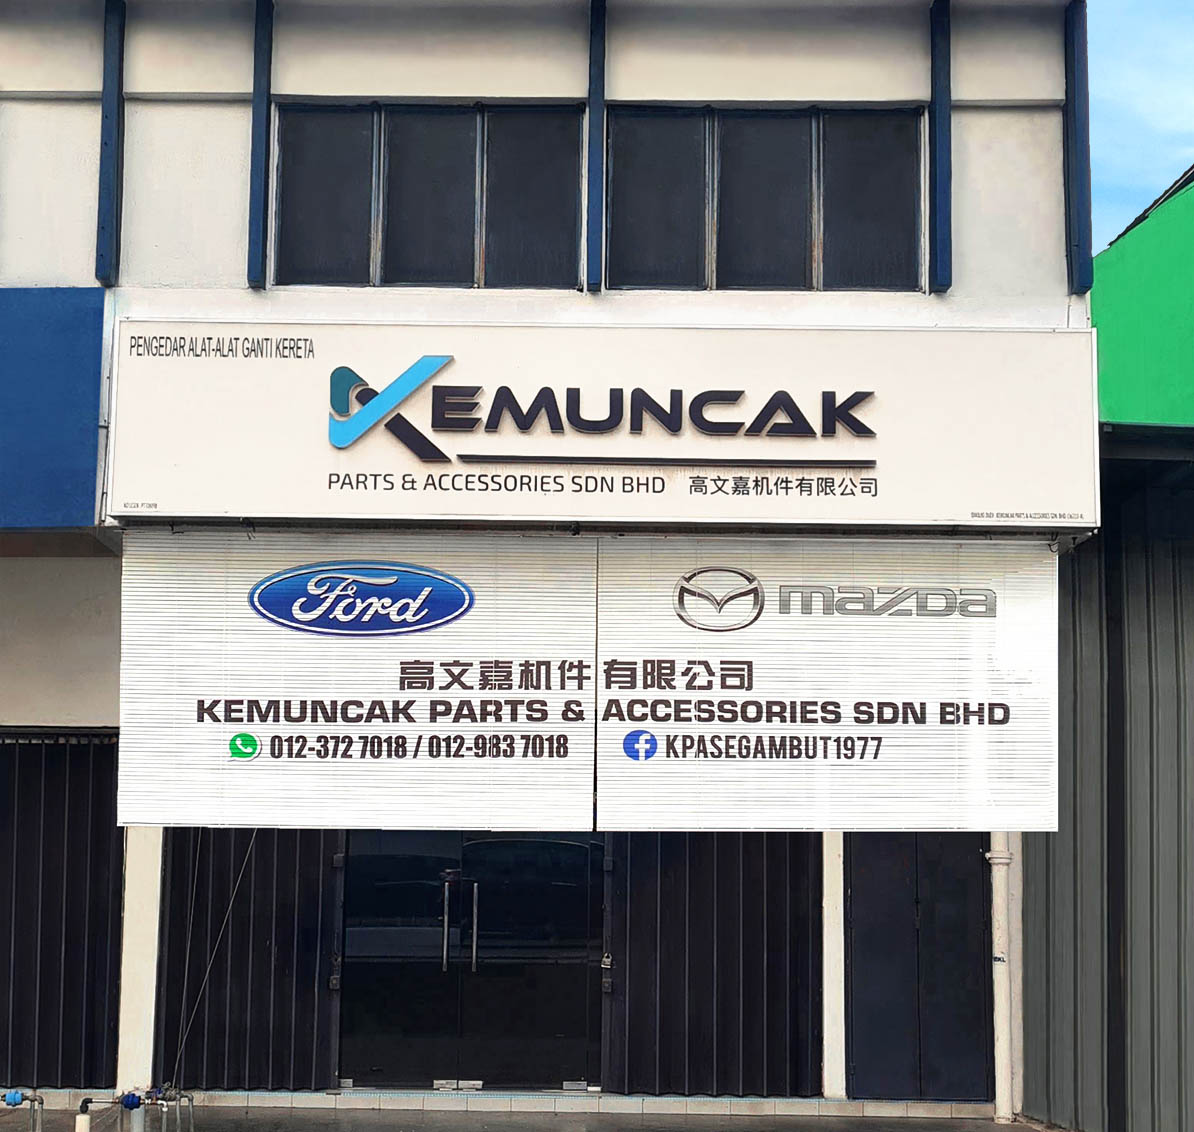 PENGEDAR ALAT-ALAT GANTI KERETA
KEMUNCAK
PARTS & ACCESSORIES SDN BHD 高文嘉机件有限公司
Ford
mazda
高文嘉机件有限公司
KEMUNCAK PARTS & ACCESSORIES SDN BHD
012-372 7018 / 012-983 7018
KPASEGAMBUT1977